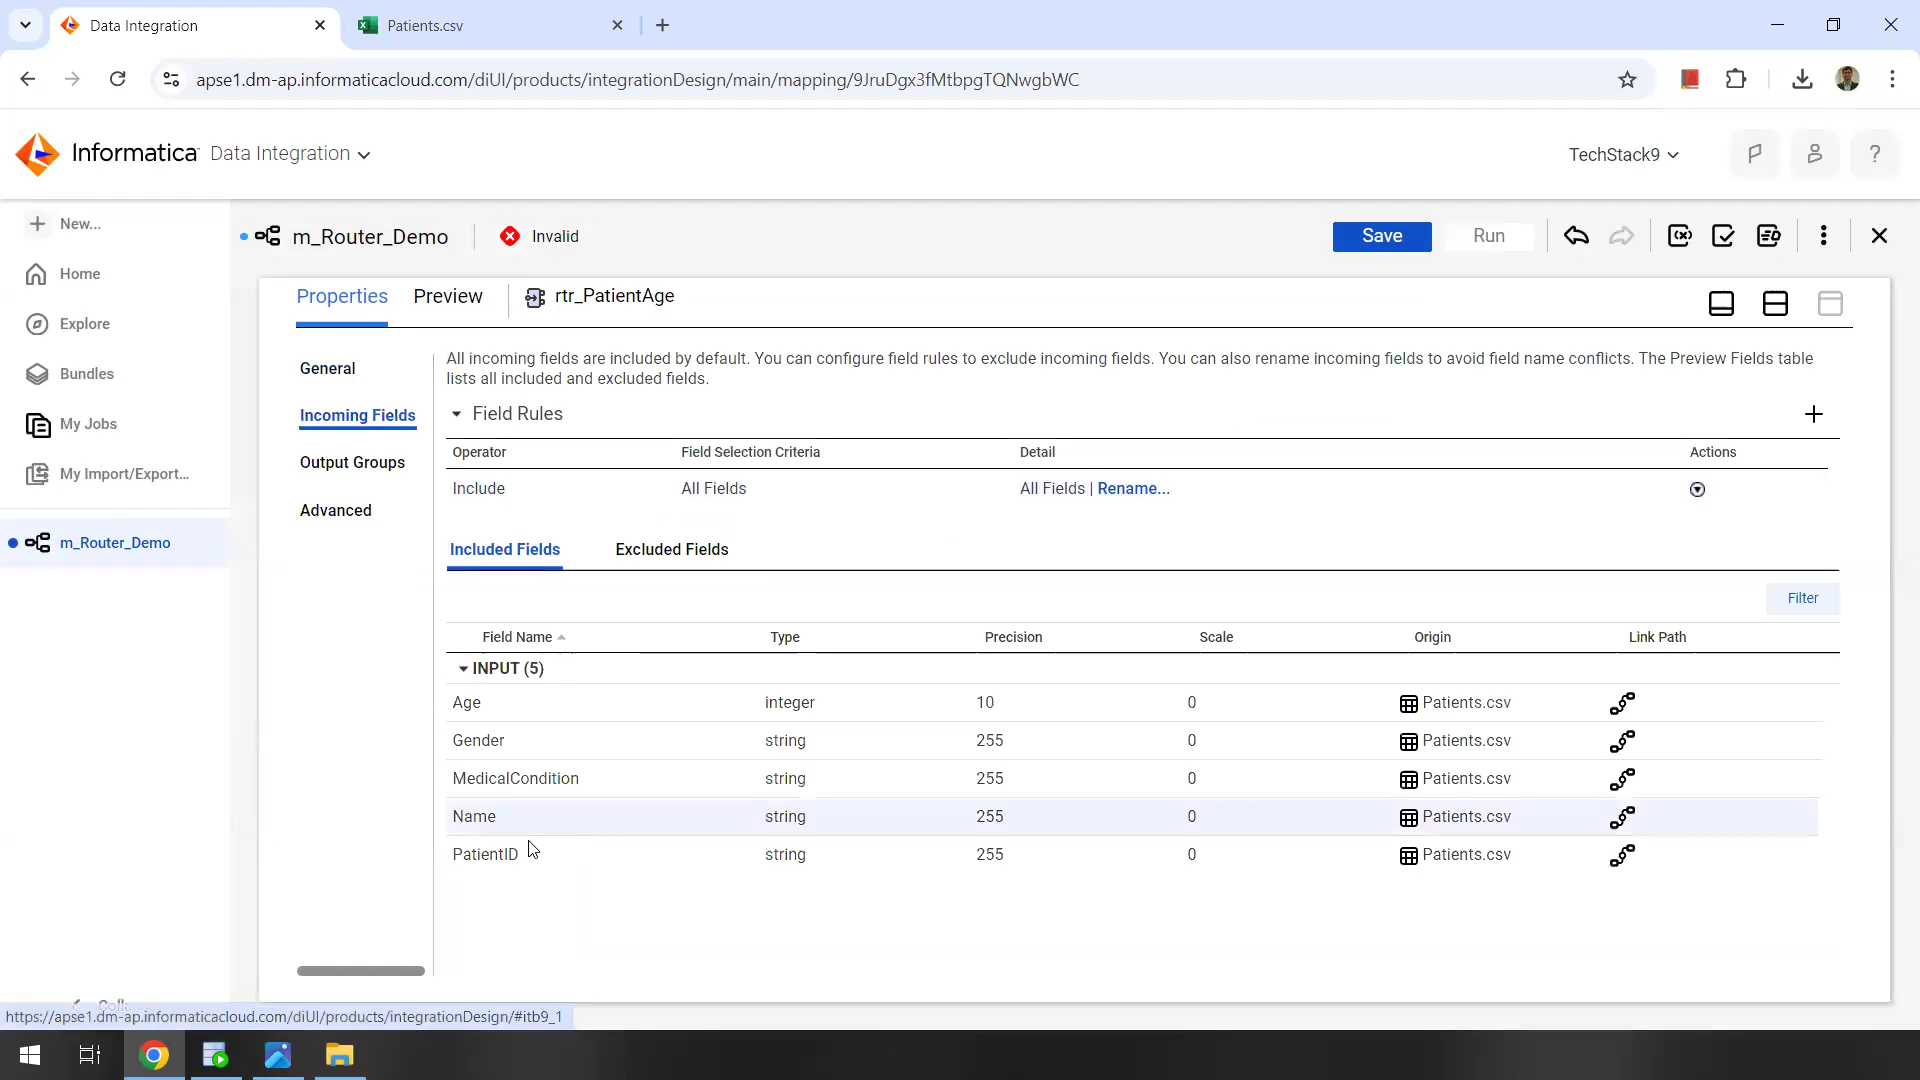 Data Integration
Patients.csv
apse1.dm-ap.informaticacloud.com/diUI/products/integrationDesign/main/mapping/9JruDgx3fMtbpgTQNwgbWC
Informatica Data Integration
TechStack9
?
New...
Home
Explore
Bundles
My Jobs
My Import/Export...
m_Router_Demo
m_Router_Demo
Invalid
Save
Run
Properties
Preview
rtr_PatientAge
General
Incoming Fields
Output Groups
Advanced
All incoming fields are included by default. You can configure field rules to exclude incoming fields. You can also rename incoming fields to avoid field name conflicts. The Preview Fields table
lists all included and excluded fields.
Field Rules
Operator Field Selection Criteria Detail Actions
Include All Fields All Fields | Rename...
Included Fields Excluded Fields
Filter
Field Name Type Precision Scale Origin Link Path
INPUT (5)
Age integer 10 0 Patients.csv
Gender string 255 0 Patients.csv
MedicalCondition string 255 0 Patients.csv
Name string 255 0 Patients.csv
PatientID string 255 0 Patients.csv
https://apse1.dm-ap.informaticacloud.com/diUI/products/integrationDesign/#itb9_1